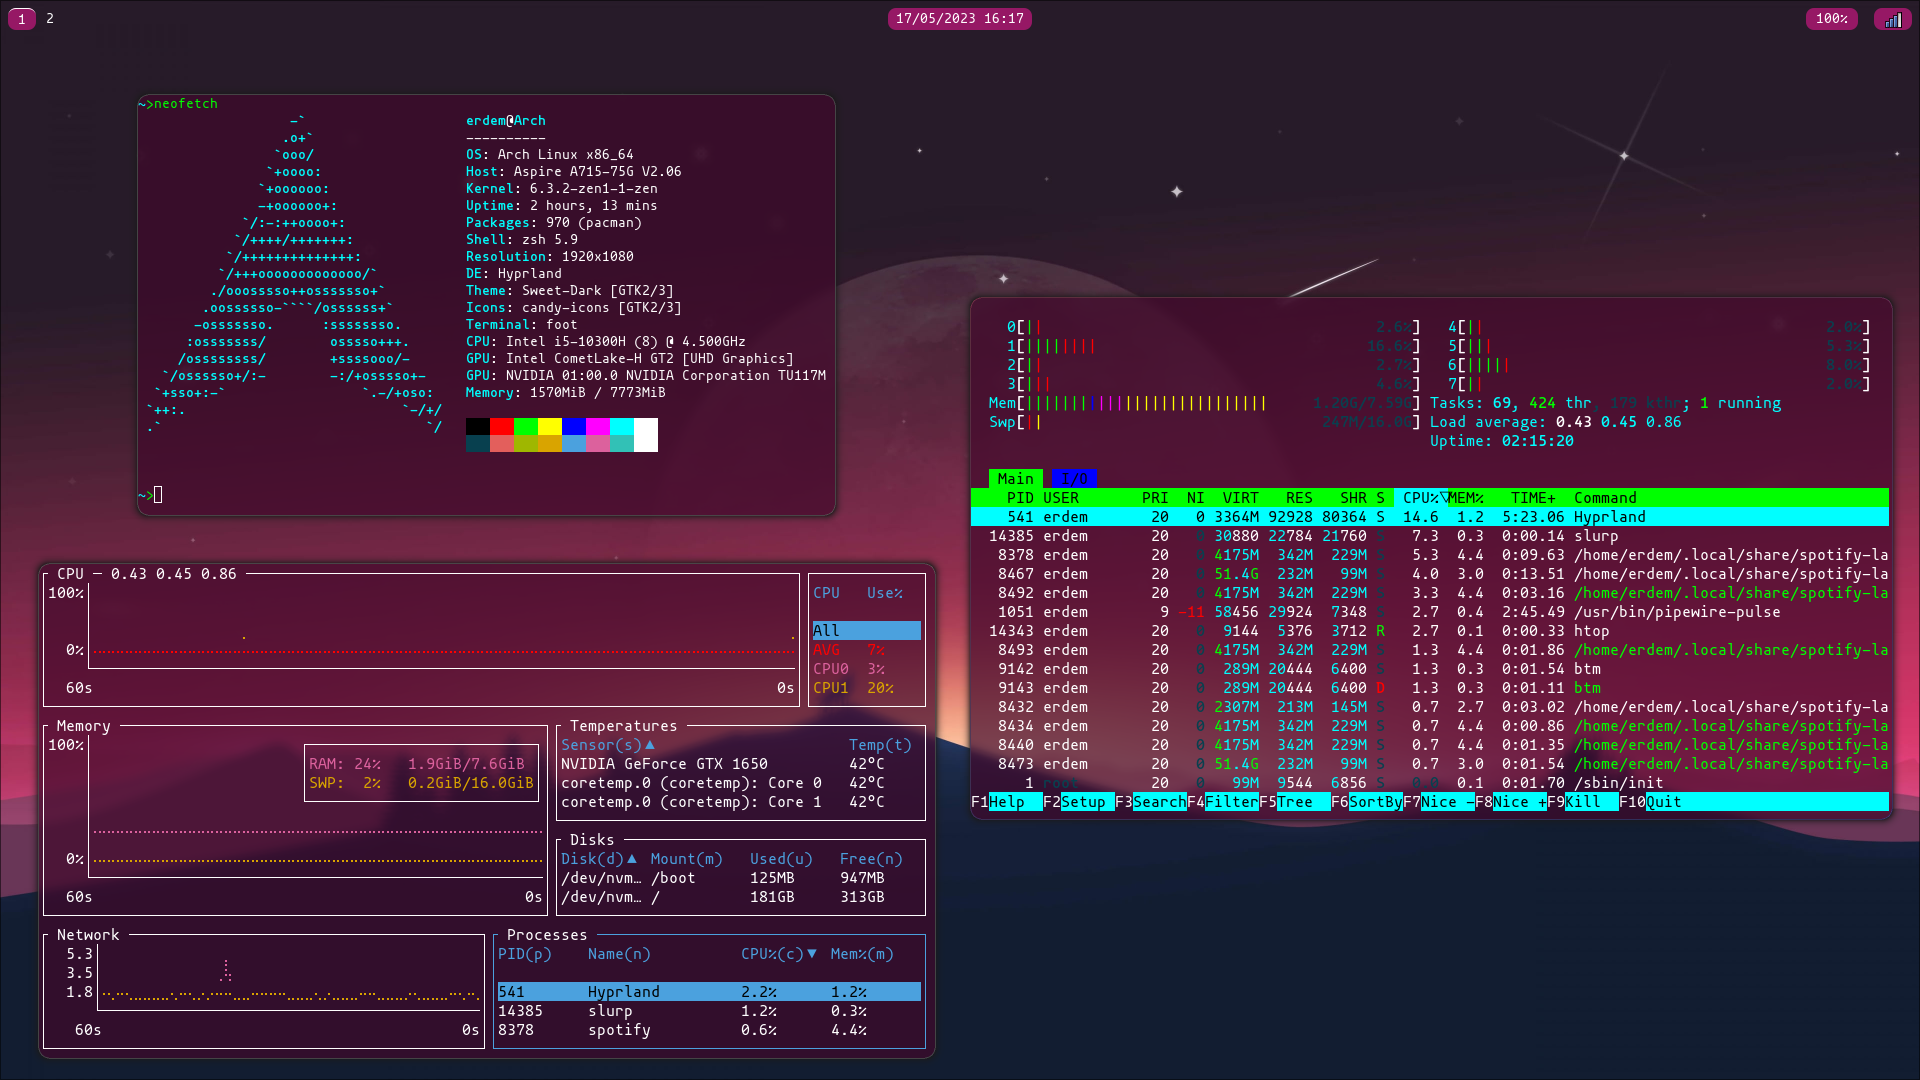 1 2
17/05/2023 16:17
100%
~>neofetch
erdem@Arch
----------
OS: Arch Linux x86_64
Host: Aspire A715-75G V2.06
Kernel: 6.3.2-zen1-1-zen
Uptime: 2 hours, 13 mins
Packages: 970 (pacman)
Shell: zsh 5.9
Resolution: 1920x1080
DE: Hyprland
Theme: Sweet-Dark [GTK2/3]
Icons: candy-icons [GTK2/3]
Terminal: foot
CPU: Intel i5-10300H (8) @ 4.500GHz
GPU: Intel CometLake-H GT2 [UHD Graphics]
GPU: NVIDIA 01:00.0 NVIDIA Corporation TU117M
Memory: 1570MiB / 7773MiB
~>
0[|| 2.6%] 4[|| 2.0%]
1[|||||||| 16.6%] 5[||| 5.3%]
2[|| 2.7%] 6[||||| 8.0%]
3[||| 4.6%] 7[|| 2.0%]
Mem[||||||||||||||||||||||||||| 1.20G/7.59G] Tasks: 69, 424 thr, 179 kthr; 1 running
Swp[|| 247M/16.0G] Load average: 0.43 0.45 0.86
Uptime: 02:15:20
Main I/O
PID USER PRI NI VIRT RES SHR S CPU%▽MEM% TIME+ Command
541 erdem 20 0 3364M 92928 80364 S 14.6 1.2 5:23.06 Hyprland
14385 erdem 20 0 30880 22784 21760 S 7.3 0.3 0:00.14 slurp
8378 erdem 20 0 4175M 342M 229M S 5.3 4.4 0:09.63 /home/erdem/.local/share/spotify-la
8467 erdem 20 0 51.4G 232M 99M S 4.0 3.0 0:13.51 /home/erdem/.local/share/spotify-la
8492 erdem 20 0 4175M 342M 229M S 3.3 4.4 0:03.16 /home/erdem/.local/share/spotify-la
1051 erdem 9 -11 58456 29924 7348 S 2.7 0.4 2:45.49 /usr/bin/pipewire-pulse
14343 erdem 20 0 9144 5376 3712 R 2.7 0.1 0:00.33 htop
8493 erdem 20 0 4175M 342M 229M S 1.3 4.4 0:01.86 /home/erdem/.local/share/spotify-la
9142 erdem 20 0 289M 20444 6400 S 1.3 0.3 0:01.54 btm
9143 erdem 20 0 289M 20444 6400 D 1.3 0.3 0:01.11 btm
8432 erdem 20 0 2307M 213M 145M S 0.7 2.7 0:03.02 /home/erdem/.local/share/spotify-la
8434 erdem 20 0 4175M 342M 229M S 0.7 4.4 0:00.86 /home/erdem/.local/share/spotify-la
8440 erdem 20 0 4175M 342M 229M S 0.7 4.4 0:01.35 /home/erdem/.local/share/spotify-la
8473 erdem 20 0 51.4G 232M 99M S 0.7 3.0 0:01.54 /home/erdem/.local/share/spotify-la
1 root 20 0 99M 9544 6856 S 0.0 0.1 0:01.70 /sbin/init
F1Help F2Setup F3SearchF4FilterF5Tree F6SortByF7Nice -F8Nice +F9Kill F10Quit
CPU — 0.43 0.45 0.86
100%
0%
60s 0s
CPU Use%
All
AVG 7%
CPU0 3%
CPU1 20%
Memory
100%
RAM: 24% 1.9GiB/7.6GiB
SWP: 2% 0.2GiB/16.0GiB
0%
60s 0s
Temperatures
Sensor(s)▲ Temp(t)
NVIDIA GeForce GTX 1650 42°C
coretemp.0 (coretemp): Core 0 42°C
coretemp.0 (coretemp): Core 1 42°C
Disks
Disk(d)▲ Mount(m) Used(u) Free(n)
/dev/nvm… /boot 125MB 947MB
/dev/nvm… / 181GB 313GB
Network
5.3
3.5
1.8
60s 0s
Processes
PID(p) Name(n) CPU%(c)▼ Mem%(m)
541 Hyprland 2.2% 1.2%
14385 slurp 1.2% 0.3%
8378 spotify 0.6% 4.4%